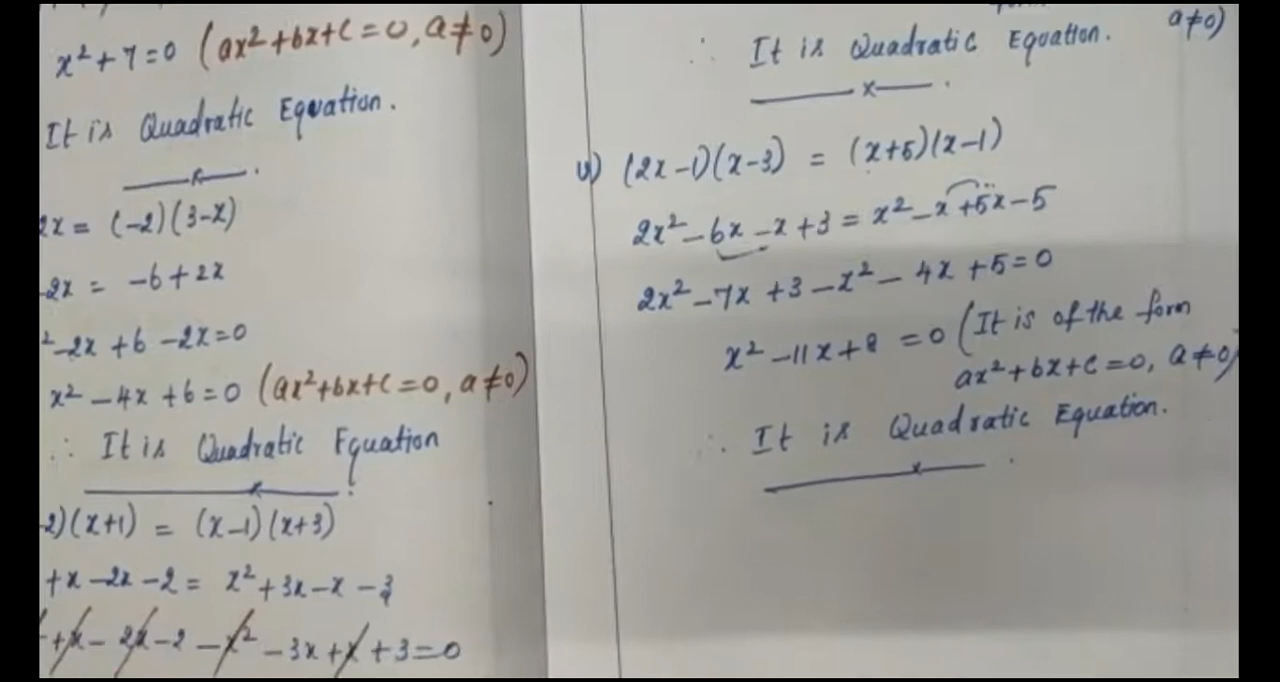 x² + 7 = 0 (ax² + bx + c = 0, a ≠ 0)
It is Quadratic Equation.
2x = (-2)(3-x)
-2x = -6 + 2x
² -2x + 6 - 2x = 0
x² - 4x + 6 = 0 (ax² + bx + c = 0, a ≠ 0)
∴ It is Quadratic Equation
2)(x+1) = (x-1)(x+3)
+x - 2x - 2 = x² + 3x - x - 3
+x - 2x - 2 - x² - 3x + x + 3 = 0
a ≠ 0)
∴ It is Quadratic Equation.
(2x-1)(x-3) = (x+5)(x-1)
2x² - 6x - x + 3 = x² - x + 5x - 5
2x² - 7x + 3 - x² - 4x + 5 = 0
x² - 11x + 8 = 0 (It is of the form
ax² + bx + c = 0, a ≠ 0)
∴ It is Quadratic Equation.